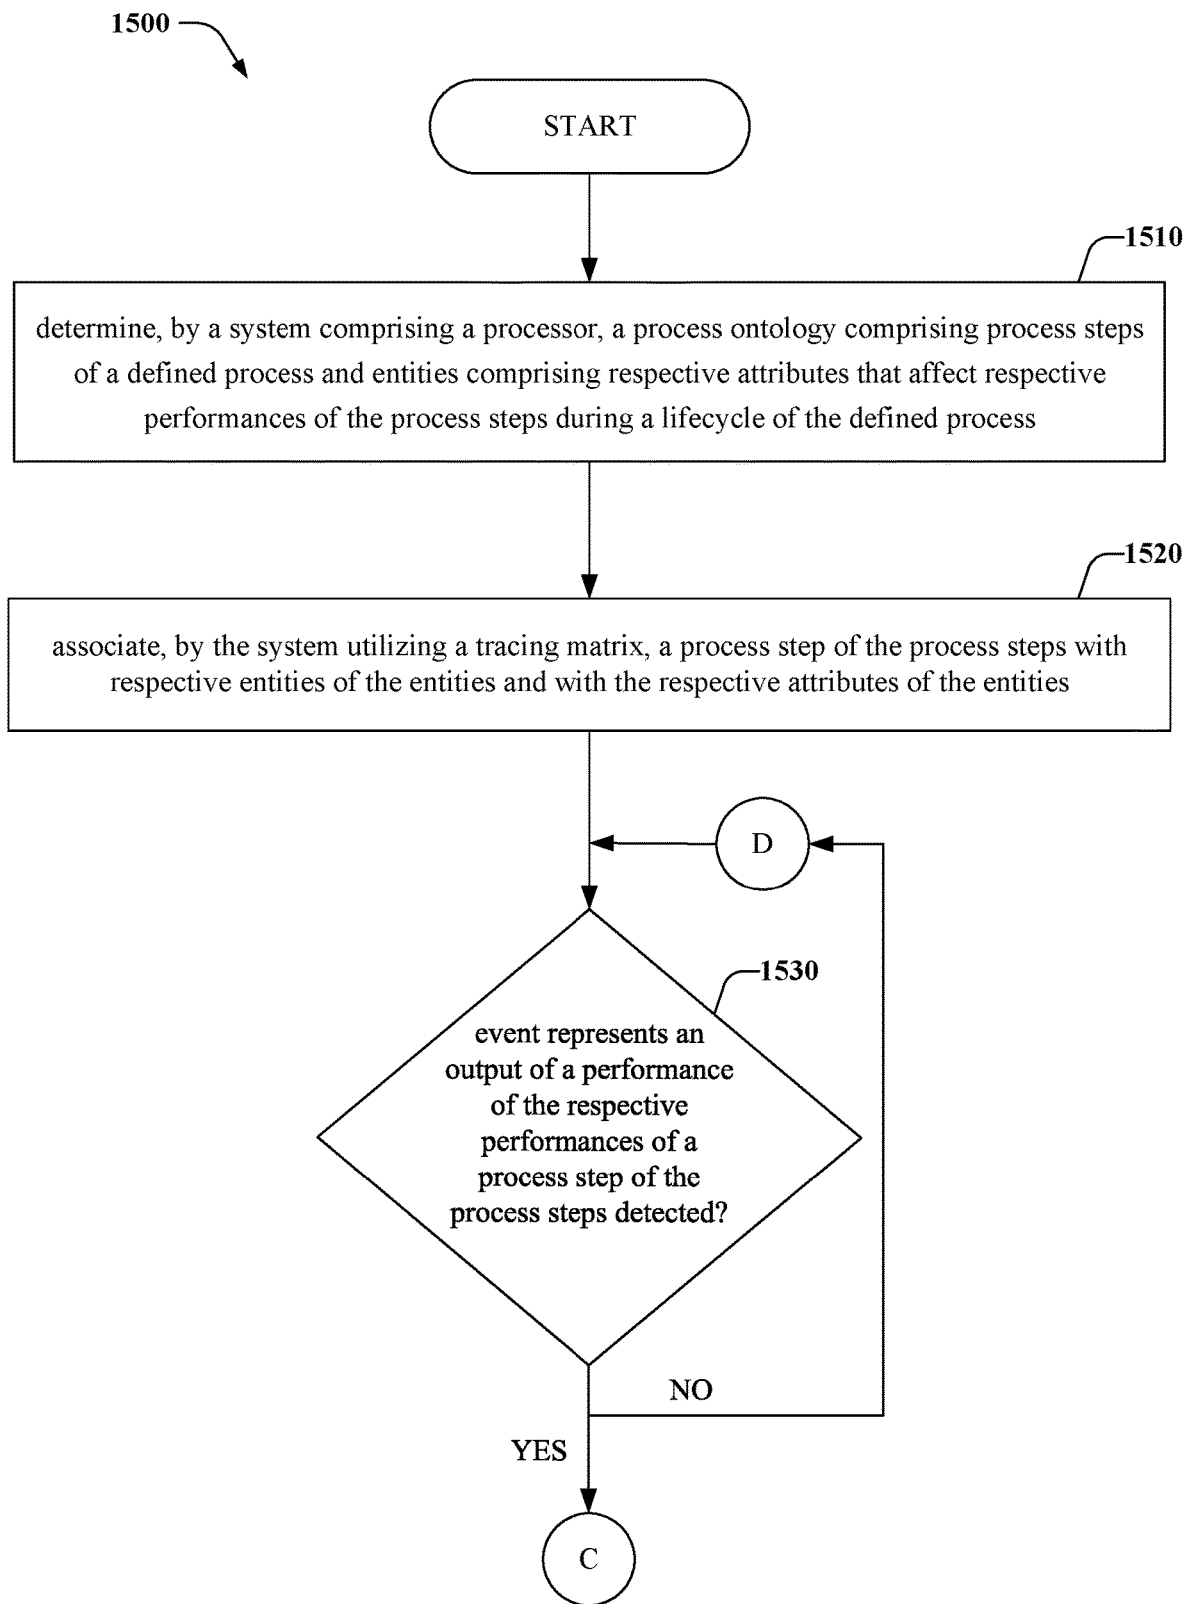 1500
START
1510
determine, by a system comprising a processor, a process ontology comprising process steps
of a defined process and entities comprising respective attributes that affect respective
performances of the process steps during a lifecycle of the defined process
1520
associate, by the system utilizing a tracing matrix, a process step of the process steps with
respective entities of the entities and with the respective attributes of the entities
D
1530
event represents an
output of a performance
of the respective
performances of a
process step of the
process steps detected?
NO
YES
C